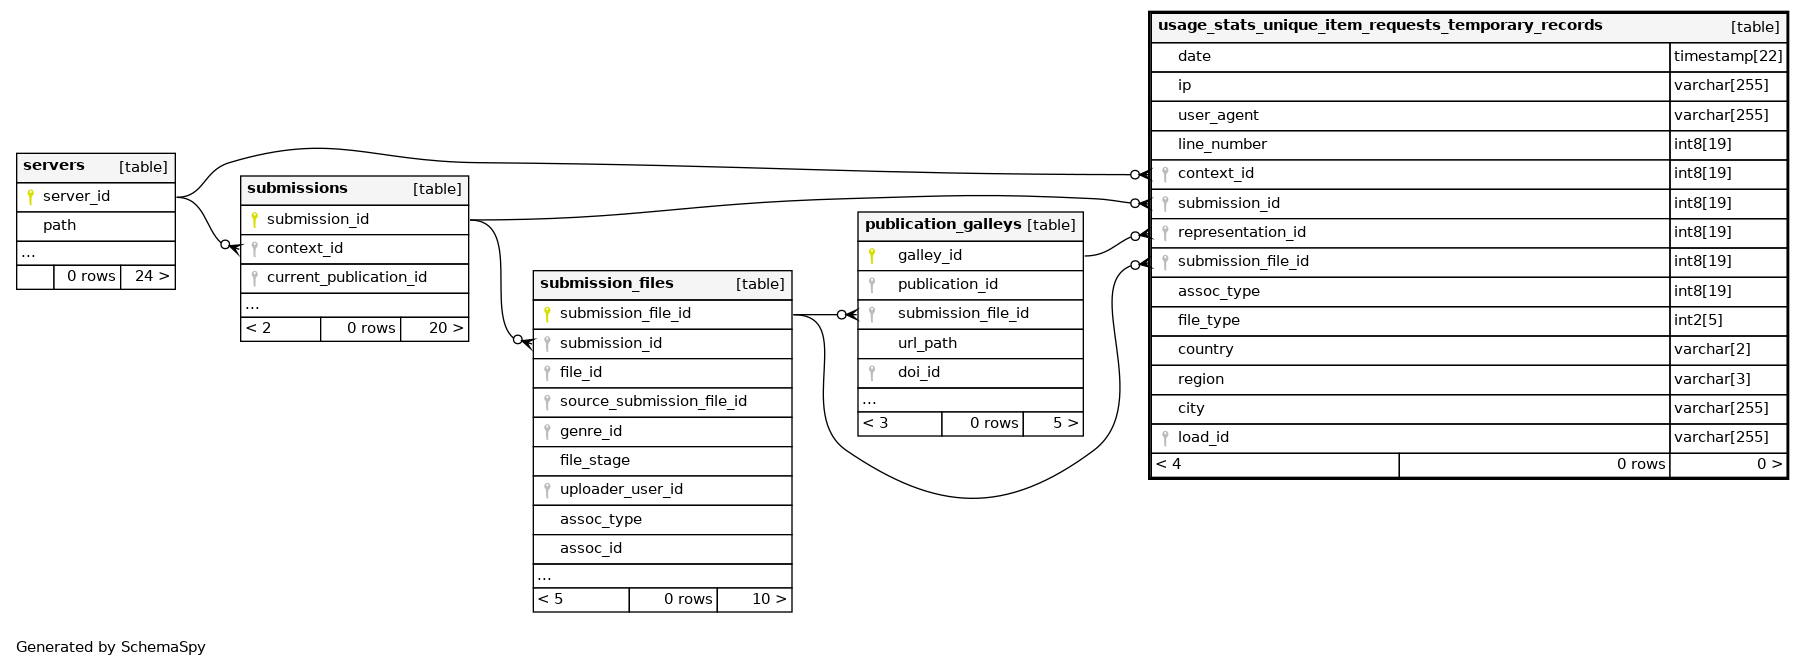 servers [table]
server_id
path
...
0 rows 24 >
submissions [table]
submission_id
context_id
current_publication_id
...
< 2 0 rows 20 >
submission_files [table]
submission_file_id
submission_id
file_id
source_submission_file_id
genre_id
file_stage
uploader_user_id
assoc_type
assoc_id
...
< 5 0 rows 10 >
publication_galleys [table]
galley_id
publication_id
submission_file_id
url_path
doi_id
...
< 3 0 rows 5 >
usage_stats_unique_item_requests_temporary_records [table]
date timestamp[22]
ip varchar[255]
user_agent varchar[255]
line_number int8[19]
context_id int8[19]
submission_id int8[19]
representation_id int8[19]
submission_file_id int8[19]
assoc_type int8[19]
file_type int2[5]
country varchar[2]
region varchar[3]
city varchar[255]
load_id varchar[255]
< 4 0 rows 0 >
Generated by SchemaSpy